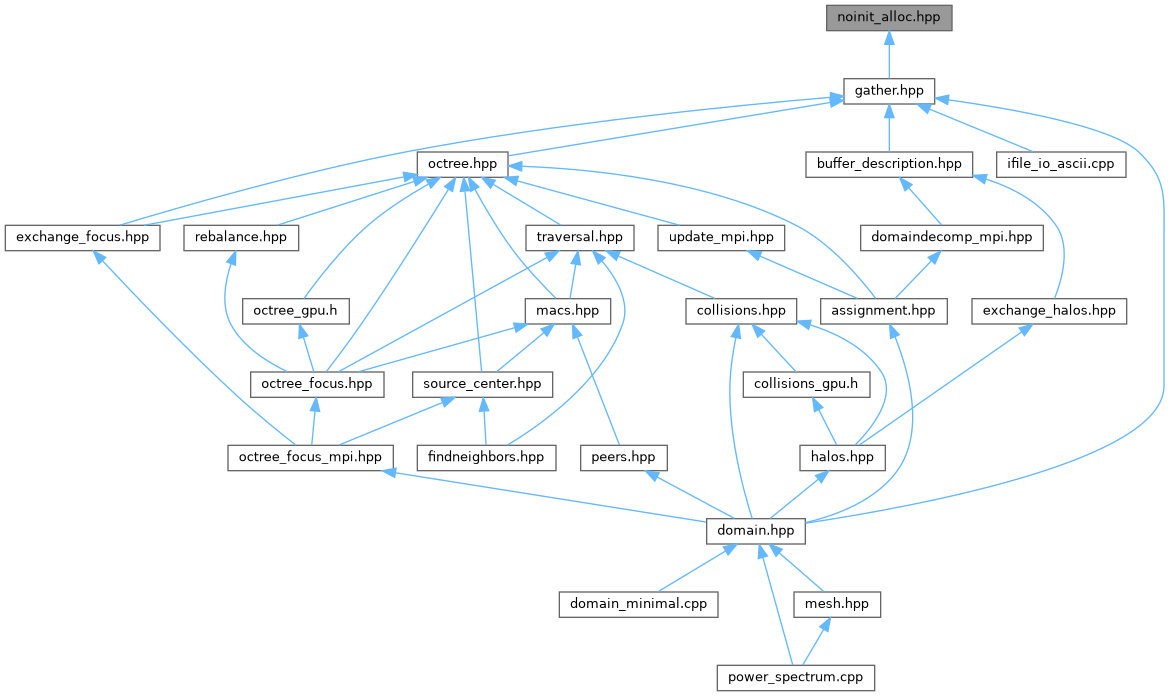 noinit_alloc.hpp
gather.hpp
octree.hpp
buffer_description.hpp
ifile_io_ascii.cpp
exchange_focus.hpp
rebalance.hpp
traversal.hpp
update_mpi.hpp
domaindecomp_mpi.hpp
octree_gpu.h
macs.hpp
collisions.hpp
assignment.hpp
exchange_halos.hpp
octree_focus.hpp
source_center.hpp
collisions_gpu.h
octree_focus_mpi.hpp
findneighbors.hpp
peers.hpp
halos.hpp
domain.hpp
domain_minimal.cpp
mesh.hpp
power_spectrum.cpp